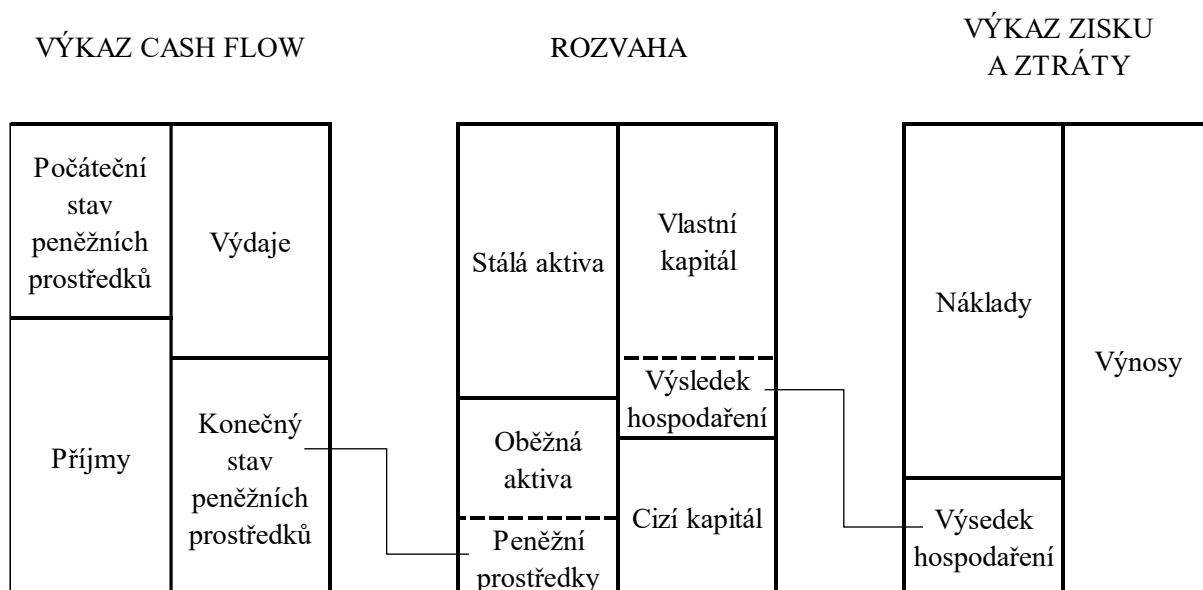 VÝKAZ CASH FLOW
ROZVAHA
VÝKAZ ZISKU
A ZTRÁTY
Počáteční
stav
peněžních
prostředků
Výdaje
Příjmy
Konečný
stav
peněžních
prostředků
Stálá aktiva
Vlastní
kapitál
Výsledek
hospodaření
Oběžná
aktiva
Cizí kapitál
Peněžní
prostředky
Náklady
Výnosy
Výsedek
hospodaření